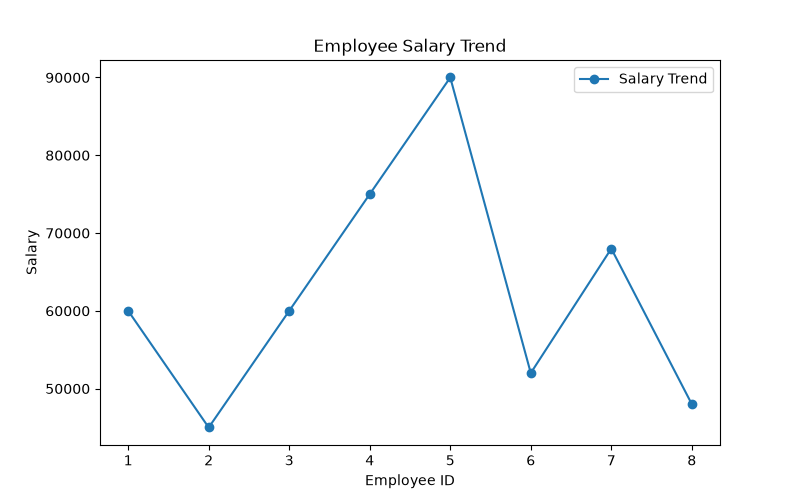 Employee Salary Trend
Salary Trend
90000
80000
70000
60000
50000
Salary
1 2 3 4 5 6 7 8
Employee ID